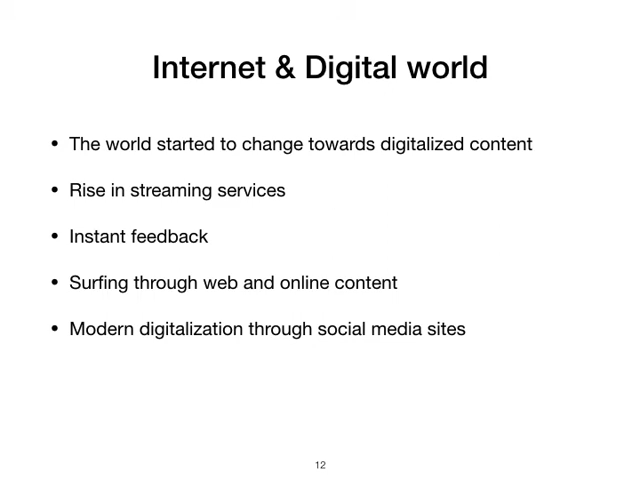 Internet & Digital world
• The world started to change towards digitalized content
• Rise in streaming services
• Instant feedback
• Surfing through web and online content
• Modern digitalization through social media sites
12